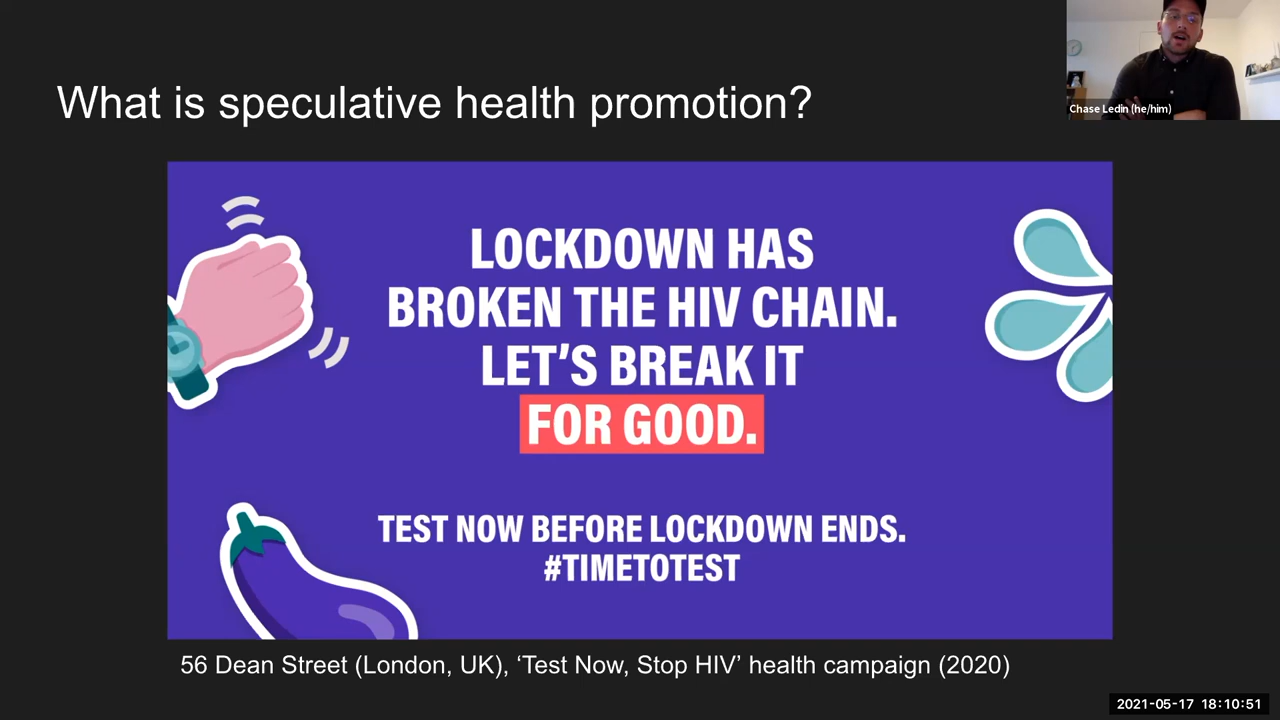 What is speculative health promotion?
Chase Ledin (he/him)
LOCKDOWN HAS
BROKEN THE HIV CHAIN.
LET'S BREAK IT
FOR GOOD.
TEST NOW BEFORE LOCKDOWN ENDS.
#TIMETOTEST
56 Dean Street (London, UK), ‘Test Now, Stop HIV’ health campaign (2020)
2021-05-17 18:10:51